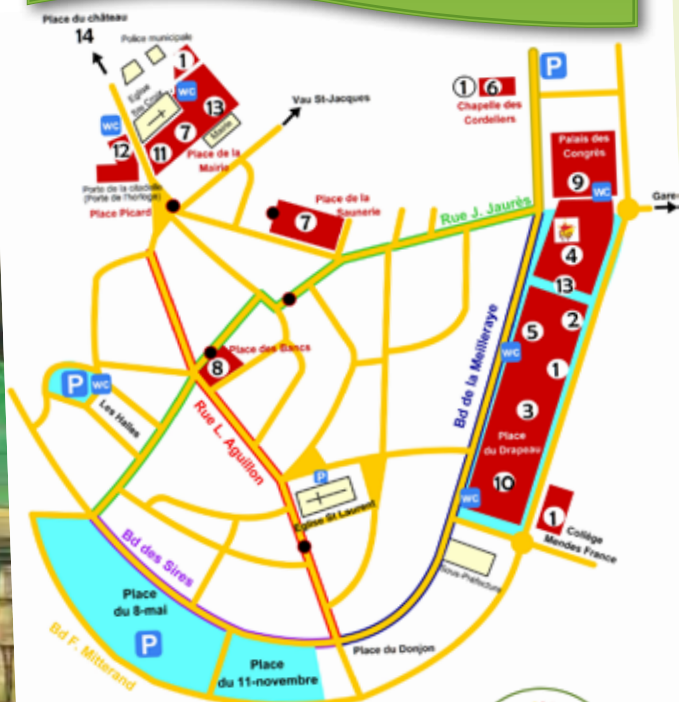 Place du château
14
Police municipale
1
Eglise
Ste Croix
WC
13
WC
7
Mairie
12
11
Place de la
Mairie
Porte de la citadelle
(Porte de l'horloge)
Place Picard
Vau St-Jacques
1 6
Chapelle des
Cordeliers
P
Palais des
Congrès
9
WC
Gare
4
13
Place de la
Saunerie
7
Rue J. Jaurès
Bd de la Meilleraye
2
5
WC
1
3
Place
du Drapeau
10
WC
1
Collège
Mendes France
Sous-Préfecture
Place des Bancs
8
P WC
Les Halles
Rue L. Aguillon
P
Eglise St Laurent
Bd des Sires
Place
du 8-mai
P
Bd F. Mitterand
Place
du 11-novembre
Place du Donjon